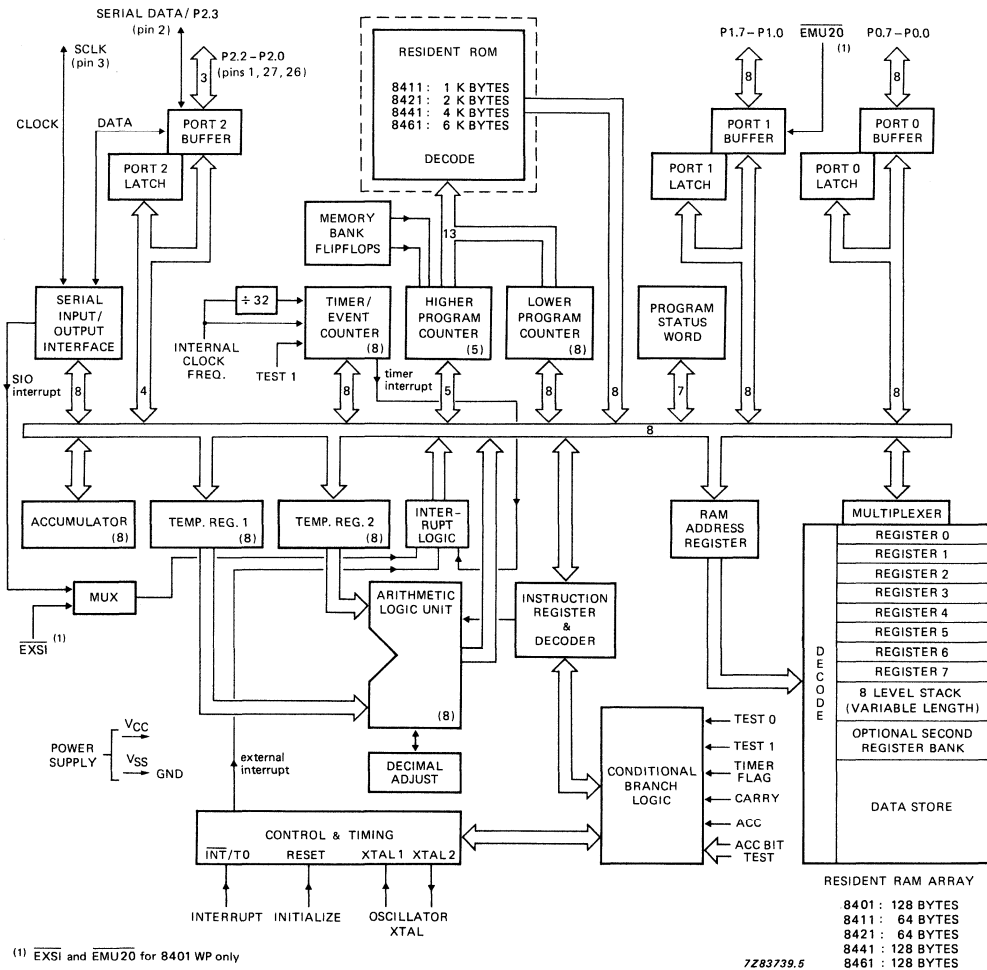 SERIAL DATA/P2.3
(pin 2)
SCLK
(pin 3)
P2.2–P2.0
(pins 1, 27, 26)
3
CLOCK
DATA
PORT 2
BUFFER
PORT 2
LATCH
RESIDENT ROM
8411: 1 K BYTES
8421: 2 K BYTES
8441: 4 K BYTES
8461: 6 K BYTES
DECODE
P1.7–P1.0
EMU20
(1)
P0.7–P0.0
8
8
PORT 1
BUFFER
PORT 1
LATCH
PORT 0
BUFFER
PORT 0
LATCH
MEMORY
BANK
FLIPFLOPS
13
SERIAL
INPUT/
OUTPUT
INTERFACE
÷ 32
INTERNAL
CLOCK
FREQ.
TEST 1
TIMER/
EVENT
COUNTER
(8)
HIGHER
PROGRAM
COUNTER
(5)
LOWER
PROGRAM
COUNTER
(8)
PROGRAM
STATUS
WORD
SIO
interrupt
8
4
8
timer
interrupt
5
8
8
7
8
8
8
ACCUMULATOR
(8)
TEMP. REG. 1
(8)
TEMP. REG. 2
(8)
INTER–
RUPT
LOGIC
RAM
ADDRESS
REGISTER
MULTIPLEXER
REGISTER 0
REGISTER 1
REGISTER 2
REGISTER 3
REGISTER 4
REGISTER 5
REGISTER 6
REGISTER 7
8 LEVEL STACK
(VARIABLE LENGTH)
OPTIONAL SECOND
REGISTER BANK
DATA STORE
DECODE
MUX
EXSI (1)
ARITHMETIC
LOGIC UNIT
(8)
INSTRUCTION
REGISTER
&
DECODER
DECIMAL
ADJUST
POWER
SUPPLY
VCC
VSS
GND
external
interrupt
CONDITIONAL
BRANCH
LOGIC
TEST 0
TEST 1
TIMER
FLAG
CARRY
ACC
ACC BIT
TEST
CONTROL & TIMING
INT/T0 RESET XTAL 1 XTAL 2
INTERRUPT INITIALIZE OSCILLATOR
XTAL
RESIDENT RAM ARRAY
8401: 128 BYTES
8411: 64 BYTES
8421: 64 BYTES
8441: 128 BYTES
8461: 128 BYTES
(1) EXSI and EMU20 for 8401 WP only
7Z83739.5